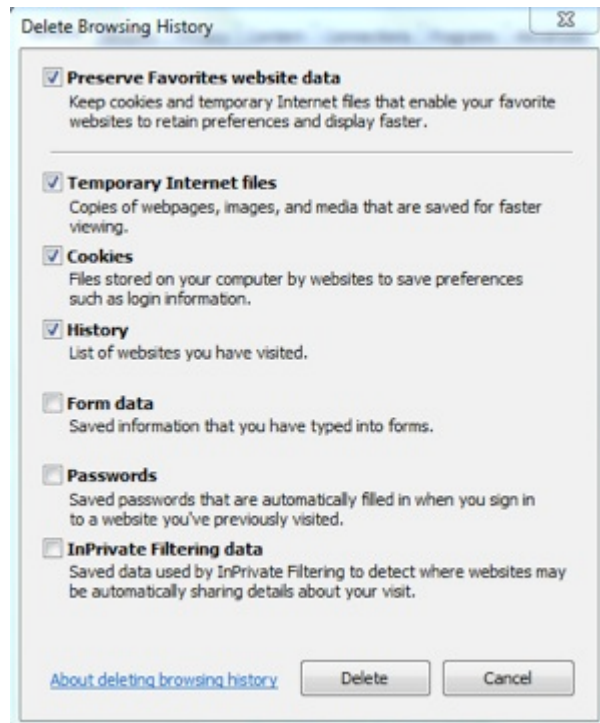 Delete Browsing History
Preserve Favorites website data
Keep cookies and temporary Internet files that enable your favorite
websites to retain preferences and display faster.
Temporary Internet files
Copies of webpages, images, and media that are saved for faster
viewing.
Cookies
Files stored on your computer by websites to save preferences
such as login information.
History
List of websites you have visited.
Form data
Saved information that you have typed into forms.
Passwords
Saved passwords that are automatically filled in when you sign in
to a website you've previously visited.
InPrivate Filtering data
Saved data used by InPrivate Filtering to detect where websites may
be automatically sharing details about your visit.
About deleting browsing history Delete Cancel